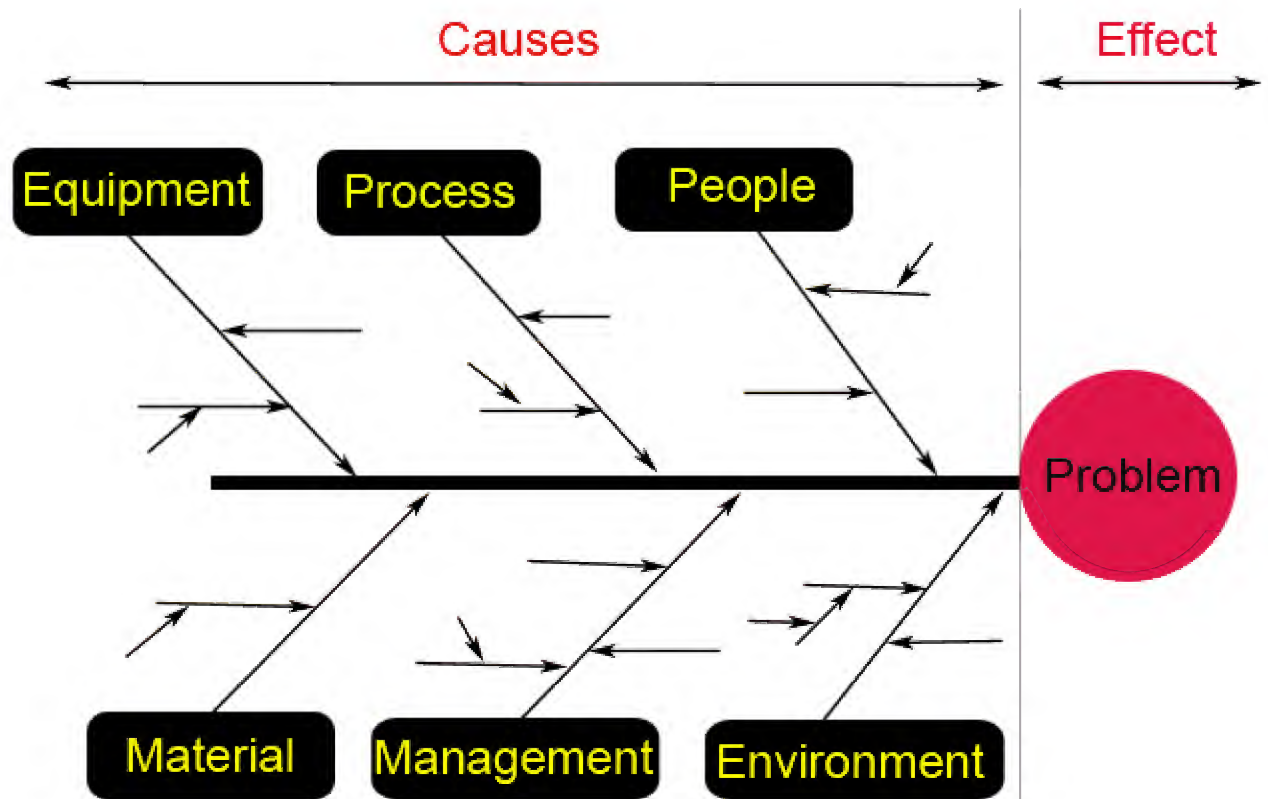 Causes
Effect
Equipment
Process
People
Problem
Material
Management
Environment